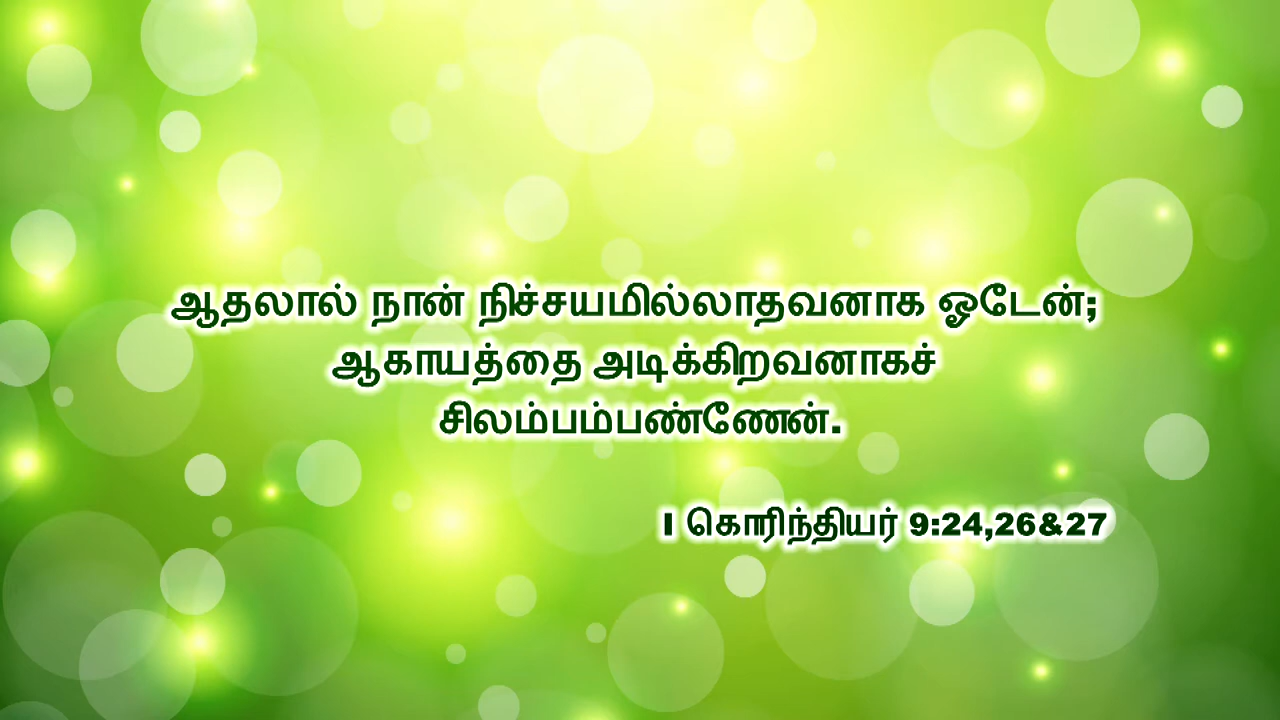 ஆதலால் நான் நிச்சயமில்லாதவனாக ஓடேன்;
ஆகாயத்தை அடிக்கிறவனாகச்
சிலம்பம்பண்ணேன்.
I கொரிந்தியர் 9:24,26&27